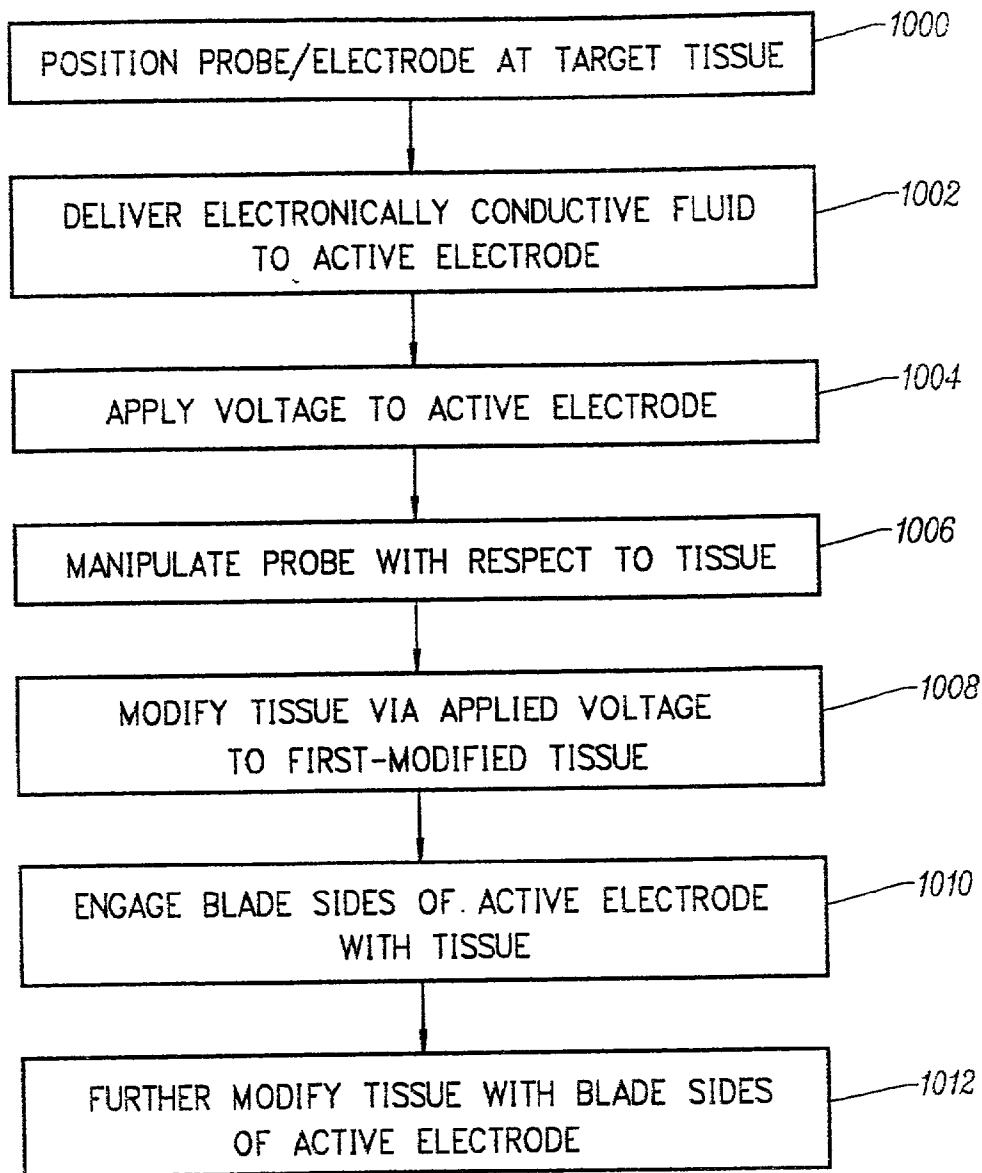 POSITION PROBE/ELECTRODE AT TARGET TISSUE
1000
DELIVER ELECTRONICALLY CONDUCTIVE FLUID
TO ACTIVE ELECTRODE
1002
APPLY VOLTAGE TO ACTIVE ELECTRODE
1004
MANIPULATE PROBE WITH RESPECT TO TISSUE
1006
MODIFY TISSUE VIA APPLIED VOLTAGE
TO FIRST-MODIFIED TISSUE
1008
ENGAGE BLADE SIDES OF. ACTIVE ELECTRODE
WITH TISSUE
1010
FURTHER MODIFY TISSUE WITH BLADE SIDES
OF ACTIVE ELECTRODE
1012